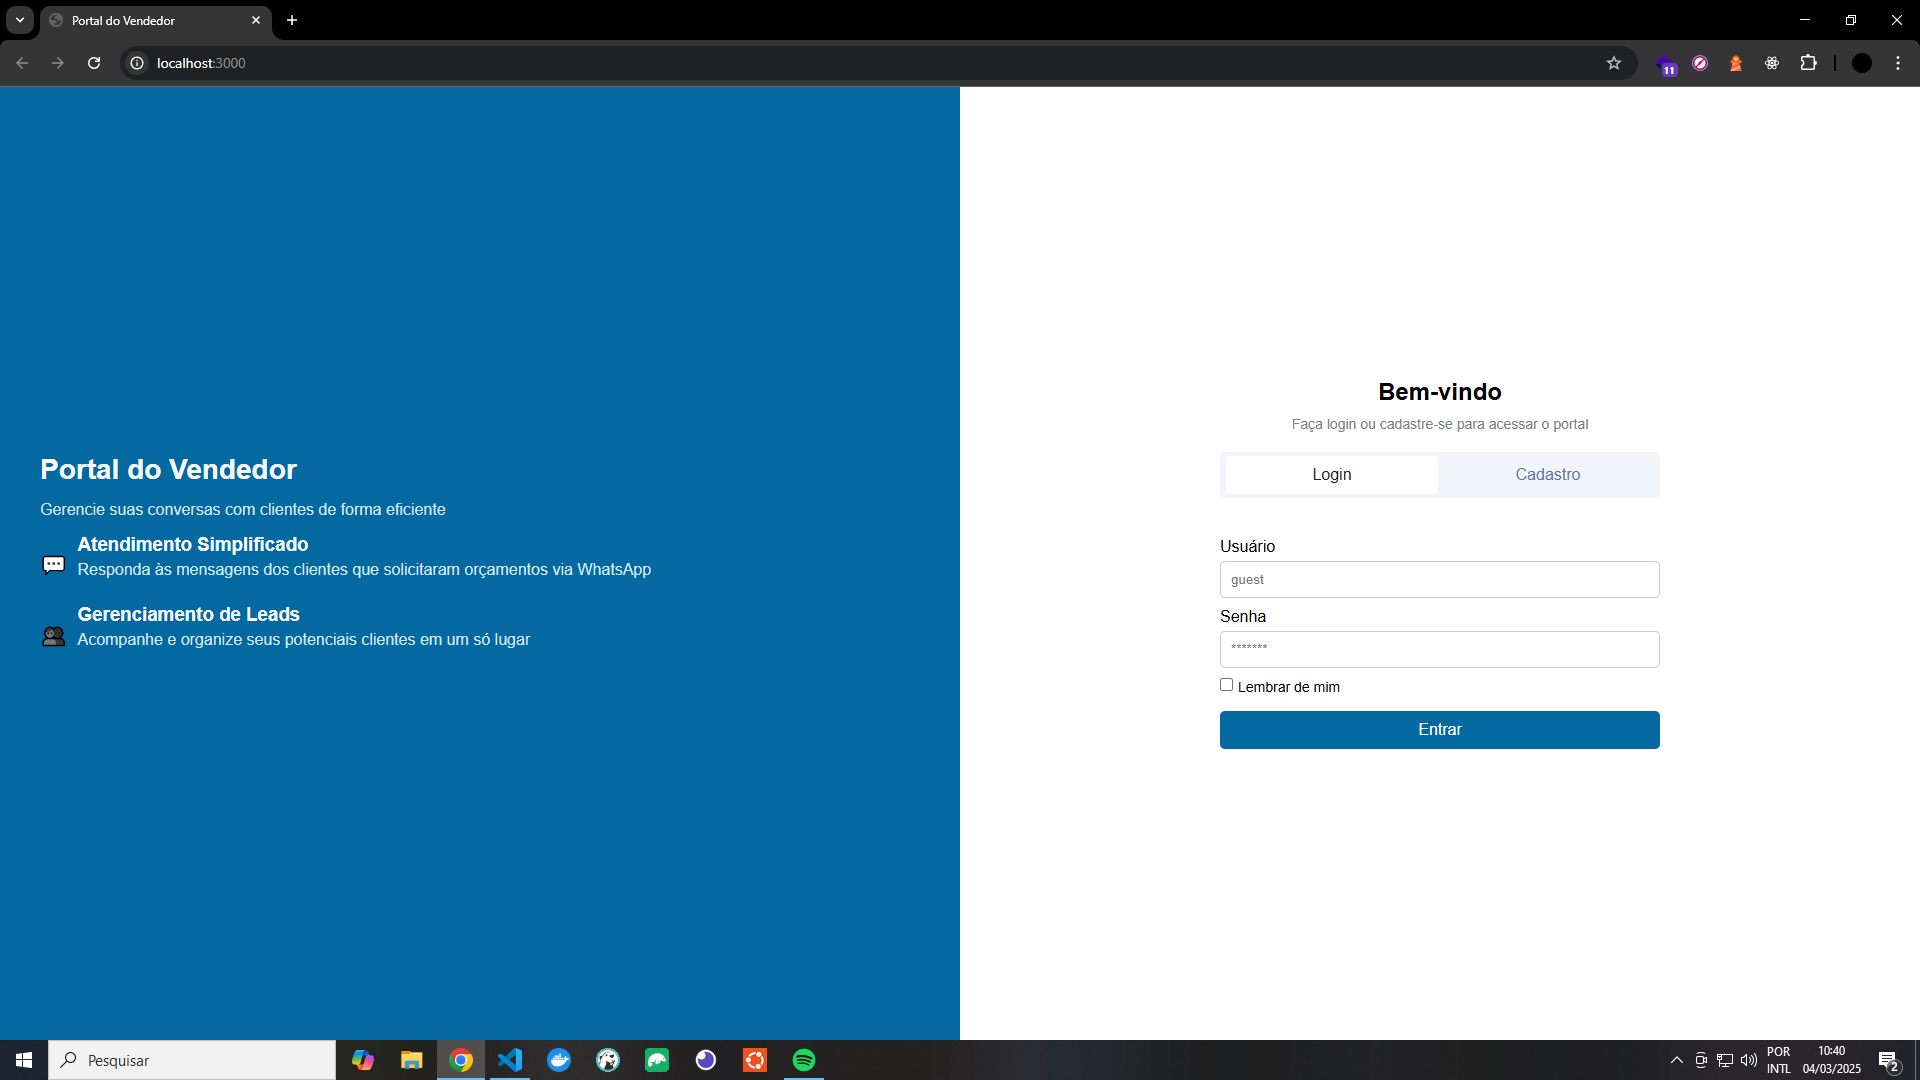 Portal do Vendedor
localhost:3000
11
Portal do Vendedor
Gerencie suas conversas com clientes de forma eficiente
Atendimento Simplificado
Responda às mensagens dos clientes que solicitaram orçamentos via WhatsApp
Gerenciamento de Leads
Acompanhe e organize seus potenciais clientes em um só lugar
Bem-vindo
Faça login ou cadastre-se para acessar o portal
Login Cadastro
Usuário
guest
Senha
*******
Lembrar de mim
Entrar
Pesquisar
POR
INTL
10:40
04/03/2025
2